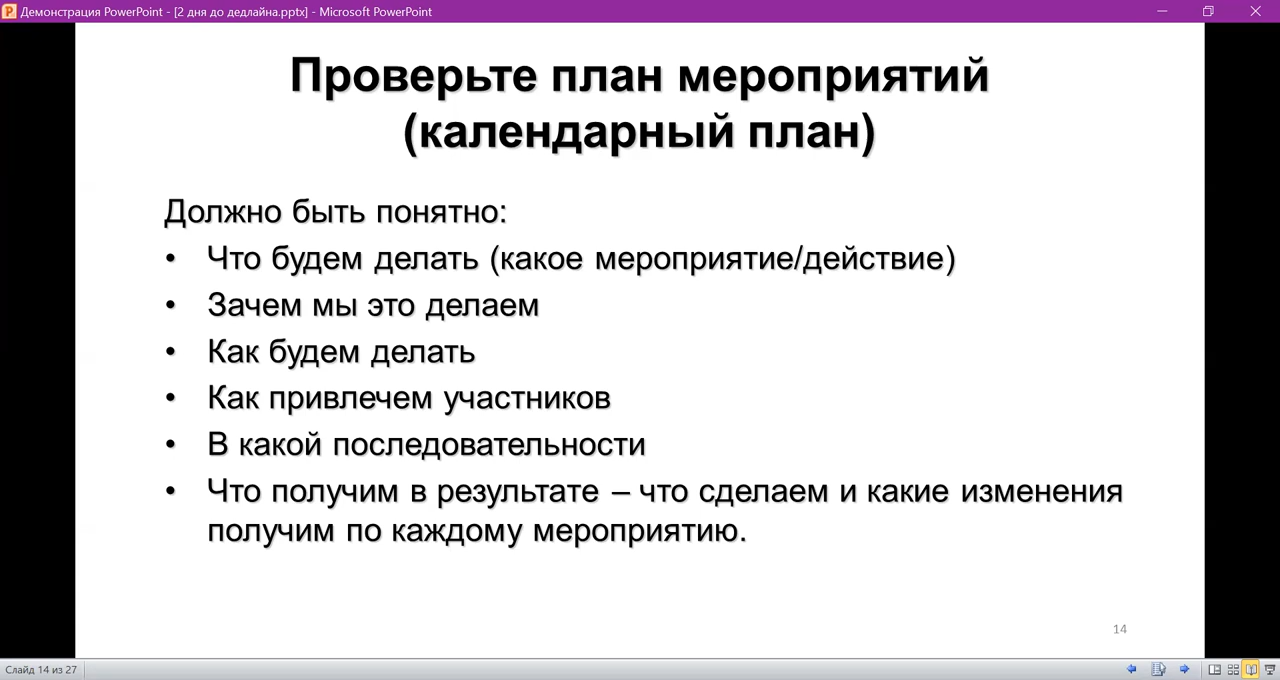 Демонстрация PowerPoint - [2 дня до дедлайна.pptx] - Microsoft PowerPoint
Проверьте план мероприятий
(календарный план)
Должно быть понятно:
• Что будем делать (какое мероприятие/действие)
• Зачем мы это делаем
• Как будем делать
• Как привлечем участников
• В какой последовательности
• Что получим в результате – что сделаем и какие изменения
получим по каждому мероприятию.
14
Слайд 14 из 27